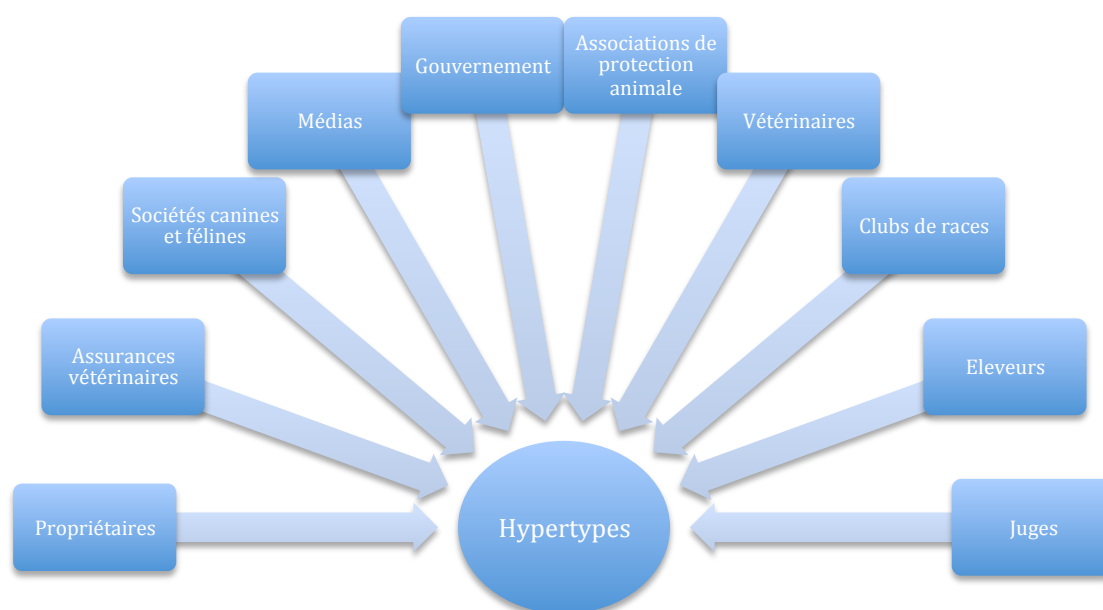 Gouvernement
Associations de
protection
animale
Médias
Vétérinaires
Sociétés canines
et félines
Clubs de races
Assurances
vétérinaires
Eleveurs
Propriétaires
Hypertypes
Juges